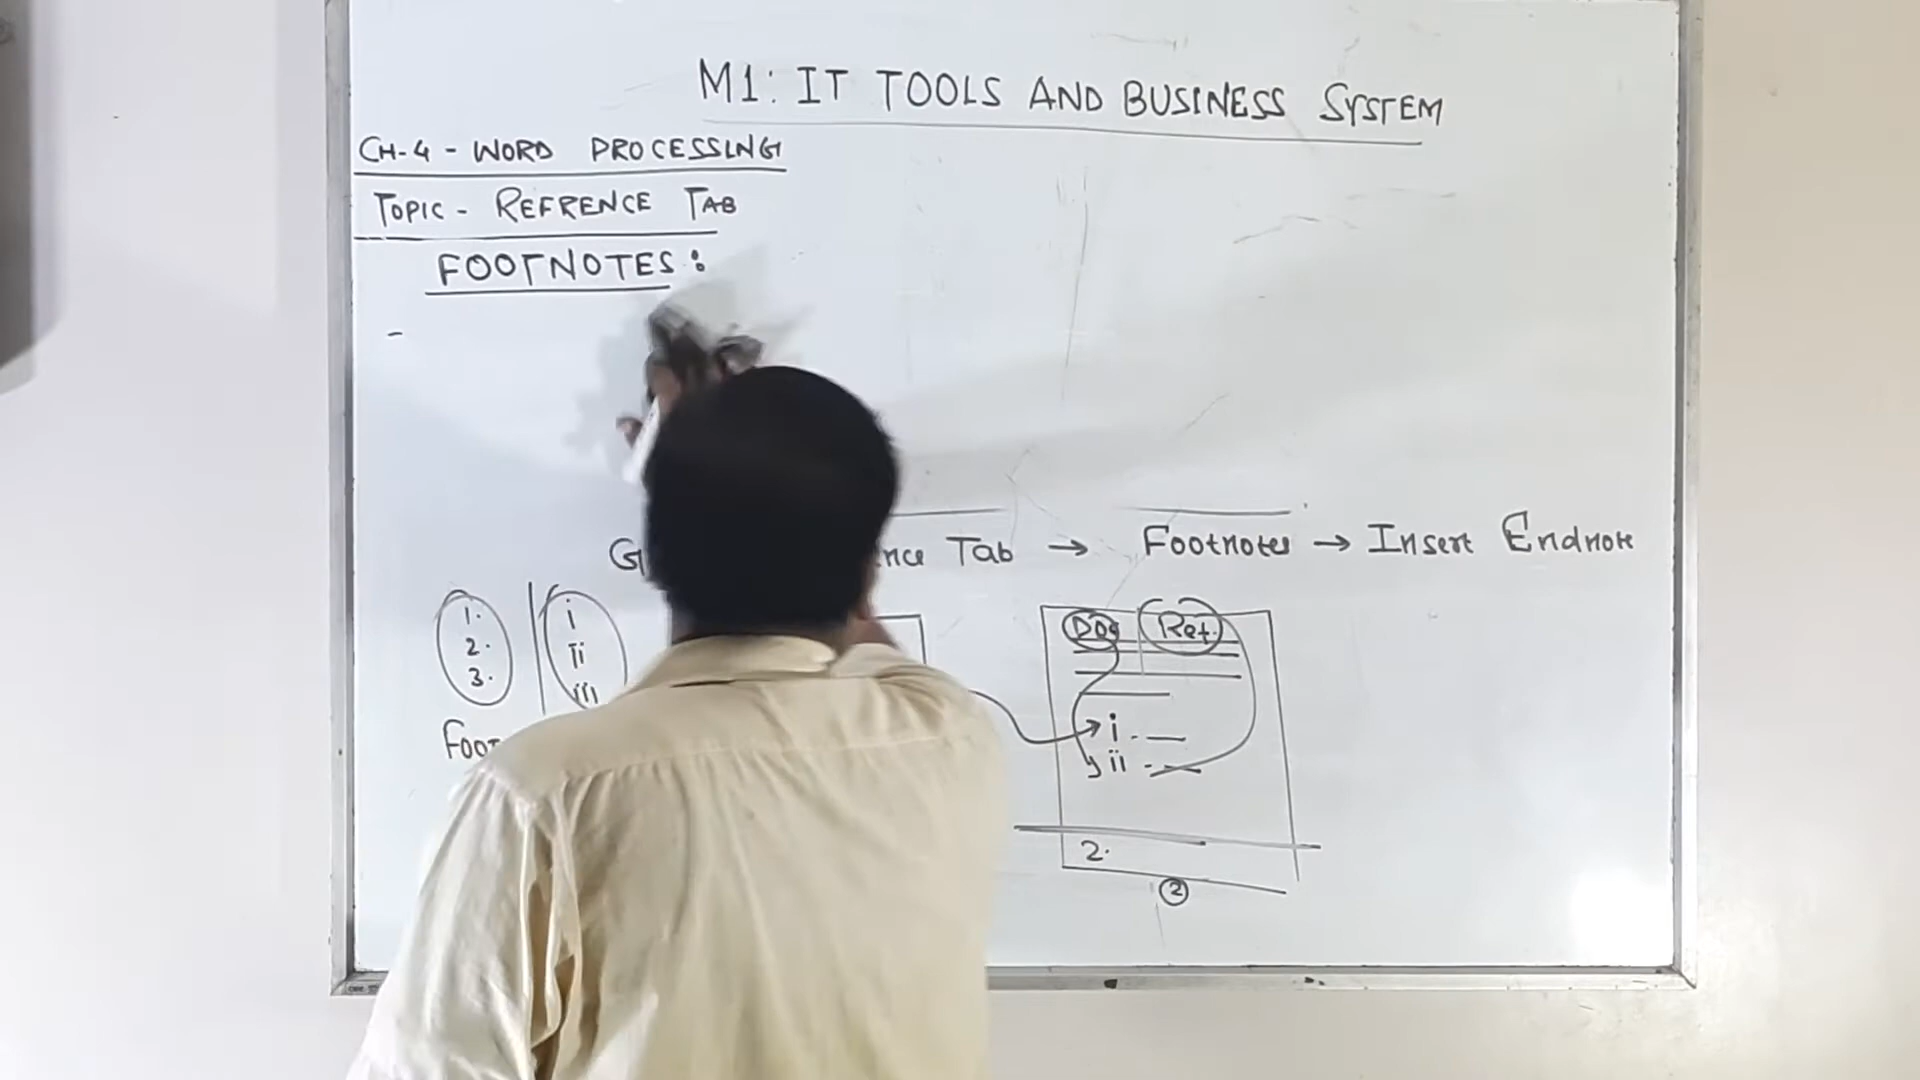 M1: IT TOOLS AND BUSINESS SYSTEM
CH-4 - WORD PROCESSING
TOPIC - REFRENCE TAB
FOOTNOTES :
-
Tab → Footnotes → Insert Endnote
1.
2.
3.
i
ii
iii
Doc Ref.
i. —
ii - —
2.
2